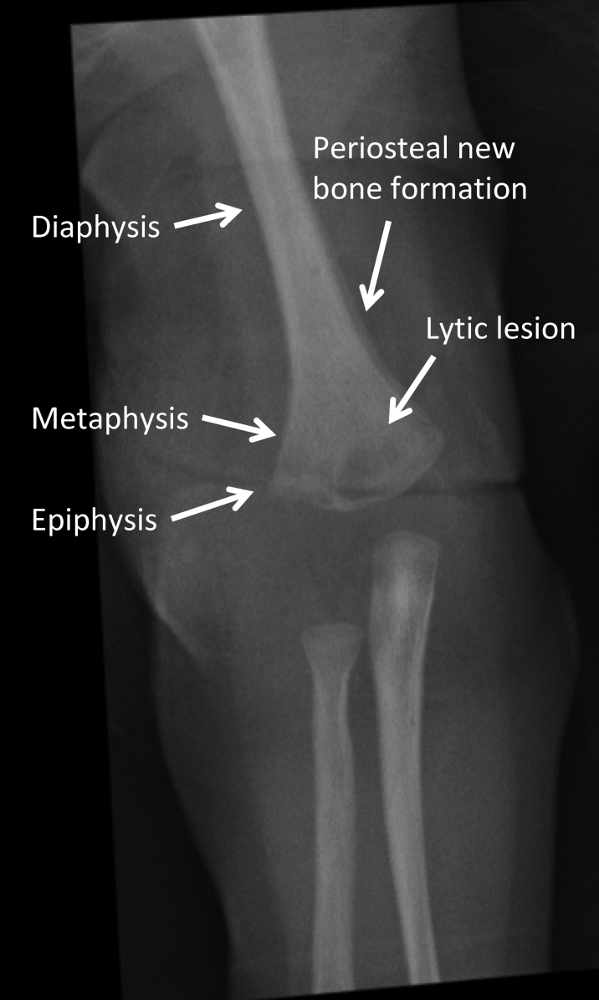 Periosteal new
bone formation
Diaphysis
Lytic lesion
Metaphysis
Epiphysis